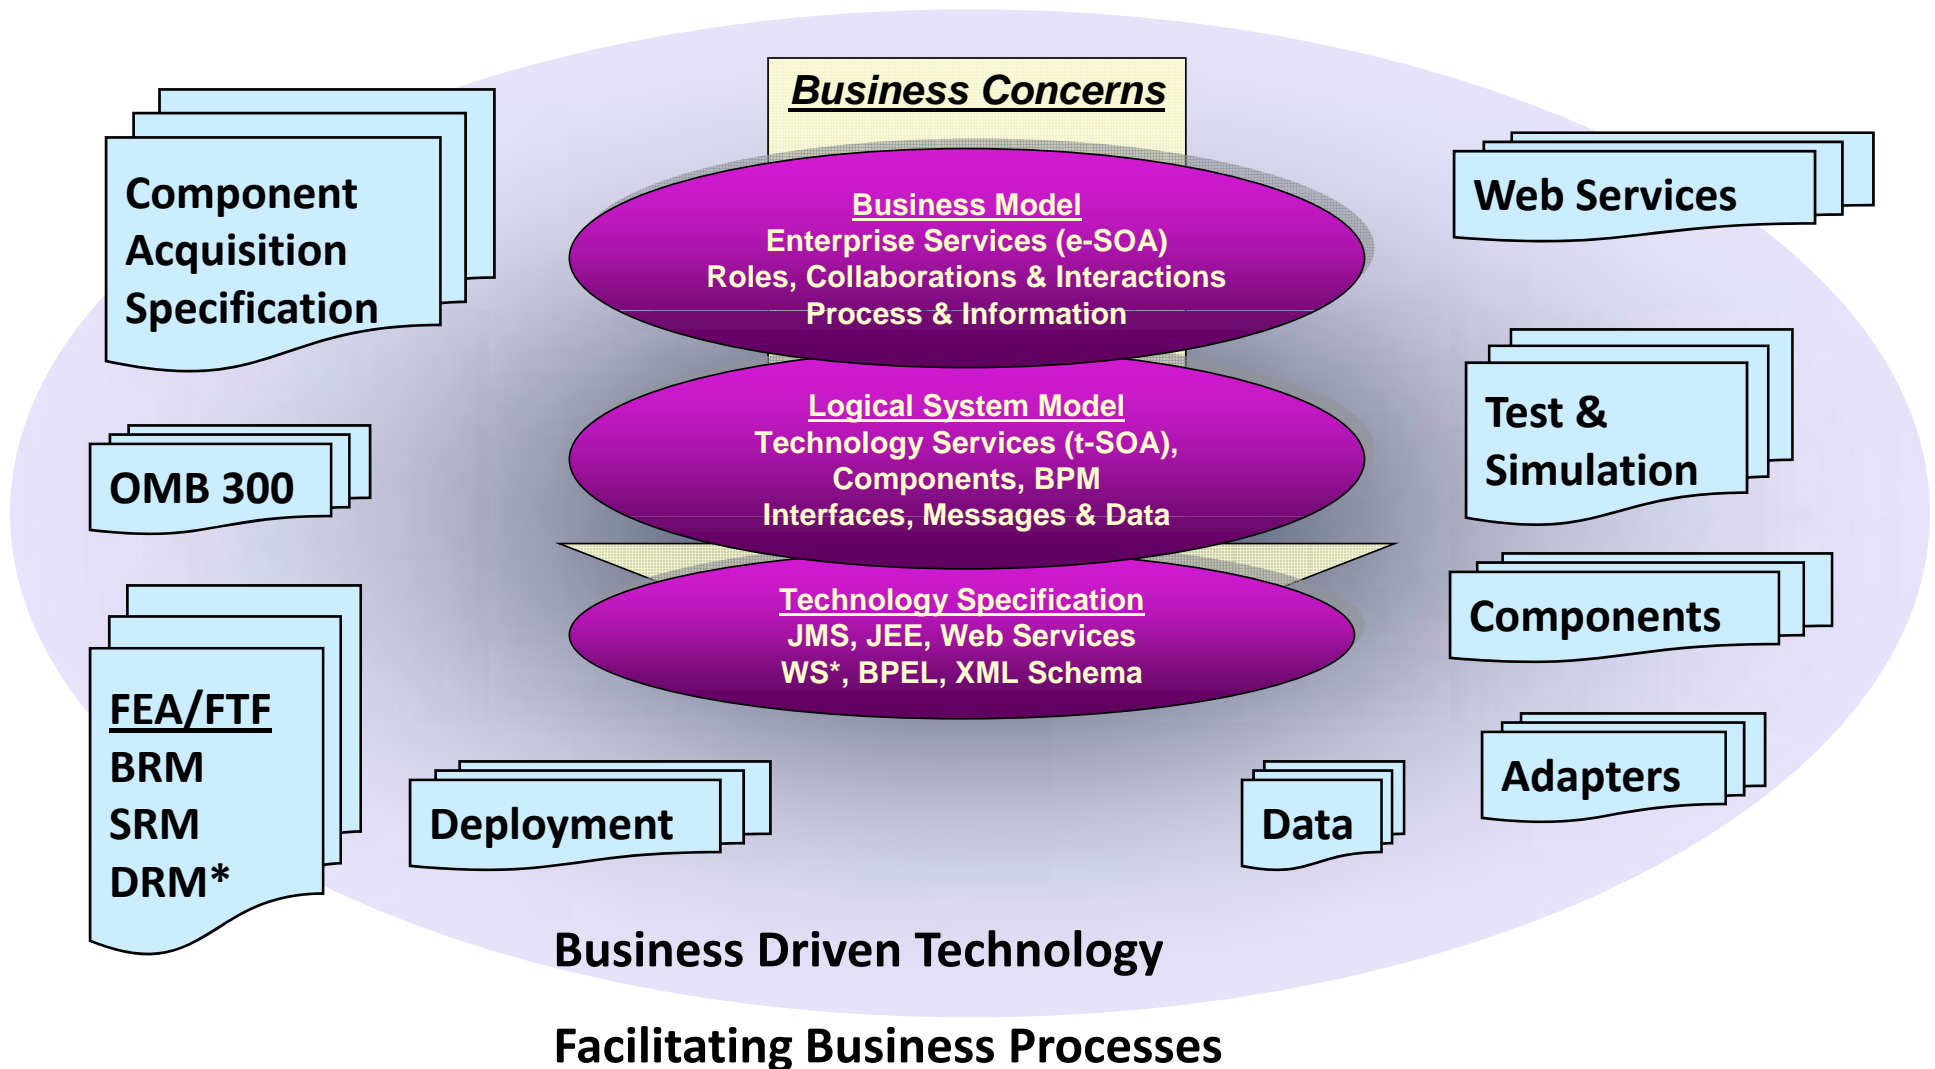 Business Concerns
Component
Acquisition
Specification
Business Model
Enterprise Services (e-SOA)
Roles, Collaborations & Interactions
Process & Information
Web Services
Logical System Model
Technology Services (t-SOA),
Components, BPM
Interfaces, Messages & Data
Test &
Simulation
OMB 300
Technology Specification
JMS, JEE, Web Services
WS*, BPEL, XML Schema
Components
FEA/FTF
BRM
SRM
DRM*
Deployment
Data
Adapters
Business Driven Technology
Facilitating Business Processes